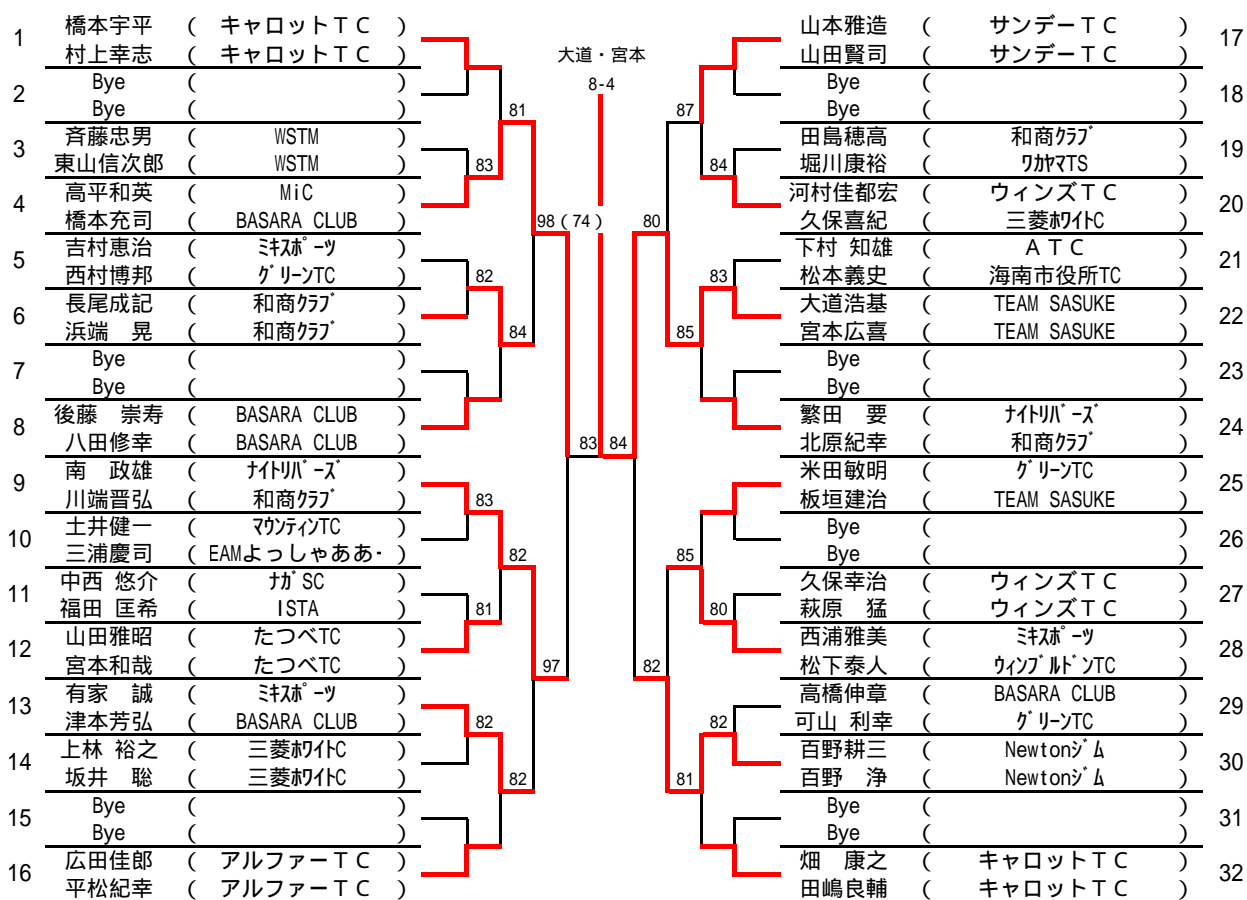 大道・宮本
8-4
1 橋本宇平 ( キャロットＴＣ )
村上幸志 ( キャロットＴＣ )
2 Bye ( )
Bye ( )
3 斉藤忠男 ( WSTM )
東山信次郎 ( WSTM )
4 高平和英 ( MiC )
橋本充司 ( BASARA CLUB )
5 吉村恵治 ( ﾐｷｽﾎﾟｰﾂ )
西村博邦 ( ｸﾞﾘｰﾝTC )
6 長尾成記 ( 和商ｸﾗﾌﾞ )
浜端　晃 ( 和商ｸﾗﾌﾞ )
7 Bye ( )
Bye ( )
8 後藤　崇寿 ( BASARA CLUB )
八田修幸 ( BASARA CLUB )
9 南　政雄 ( ﾅｲﾄﾘﾊﾞｰｽﾞ )
川端晋弘 ( 和商ｸﾗﾌﾞ )
10 土井健一 ( ﾏｳﾝﾃｨﾝTC )
三浦慶司 ( EAMよっしゃああ- )
11 中西 悠介 ( ﾅｶﾞSC )
福田 匡希 ( ISTA )
12 山田雅昭 ( たつべTC )
宮本和哉 ( たつべTC )
13 有家　誠 ( ﾐｷｽﾎﾟｰﾂ )
津本芳弘 ( BASARA CLUB )
14 上林 裕之 ( 三菱ﾎﾜｲﾄC )
坂井　聡 ( 三菱ﾎﾜｲﾄC )
15 Bye ( )
Bye ( )
16 広田佳郎 ( アルファーＴＣ )
平松紀幸 ( アルファーＴＣ )
83
82
83
81
82
81
84
82
82
98(74)
97
83
84
80
82
87
85
85
81
84
83
80
82
山本雅造 ( サンデーＴＣ ) 17
山田賢司 ( サンデーＴＣ )
Bye ( ) 18
Bye ( )
田島穂高 ( 和商ｸﾗﾌﾞ ) 19
堀川康裕 ( ﾜｶﾔﾏTS )
河村佳都宏 ( ウィンズＴＣ ) 20
久保喜紀 ( 三菱ﾎﾜｲﾄC )
下村 知雄 ( ＡＴＣ ) 21
松本義史 ( 海南市役所TC )
大道浩基 ( TEAM SASUKE ) 22
宮本広喜 ( TEAM SASUKE )
Bye ( ) 23
Bye ( )
繁田　要 ( ﾅｲﾄﾘﾊﾞｰｽﾞ ) 24
北原紀幸 ( 和商ｸﾗﾌﾞ )
米田敏明 ( ｸﾞﾘｰﾝTC ) 25
板垣建治 ( TEAM SASUKE )
Bye ( ) 26
Bye ( )
久保幸治 ( ウィンズＴＣ ) 27
萩原　猛 ( ウィンズＴＣ )
西浦雅美 ( ﾐｷｽﾎﾟｰﾂ ) 28
松下泰人 ( ｳｨﾝﾌﾞﾙﾄﾞﾝTC )
高橋伸章 ( BASARA CLUB ) 29
可山 利幸 ( ｸﾞﾘｰﾝTC )
百野耕三 ( Newtonｼﾞﾑ ) 30
百野　浄 ( Newtonｼﾞﾑ )
Bye ( ) 31
Bye ( )
畑　康之 ( キャロットＴＣ ) 32
田嶋良輔 ( キャロットＴＣ )